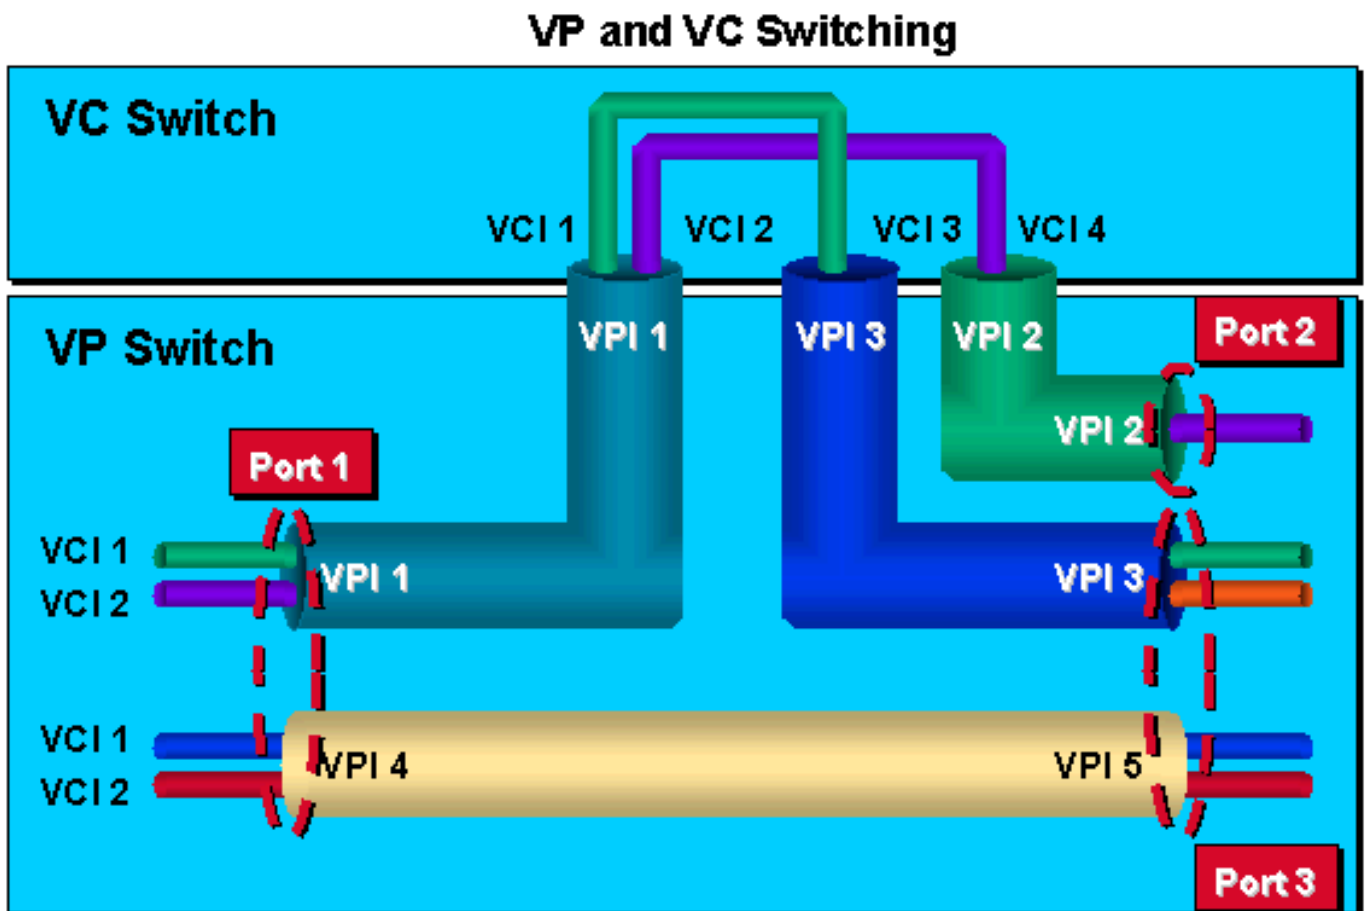 VP and VC Switching
VC Switch
VCI 1
VCI 2
VCI 3
VCI 4
VP Switch
VPI 1
VPI 3
VPI 2
Port 2
VPI 2
Port 1
VCI 1
VCI 2
VPI 1
VPI 3
VCI 1
VCI 2
VPI 4
VPI 5
Port 3